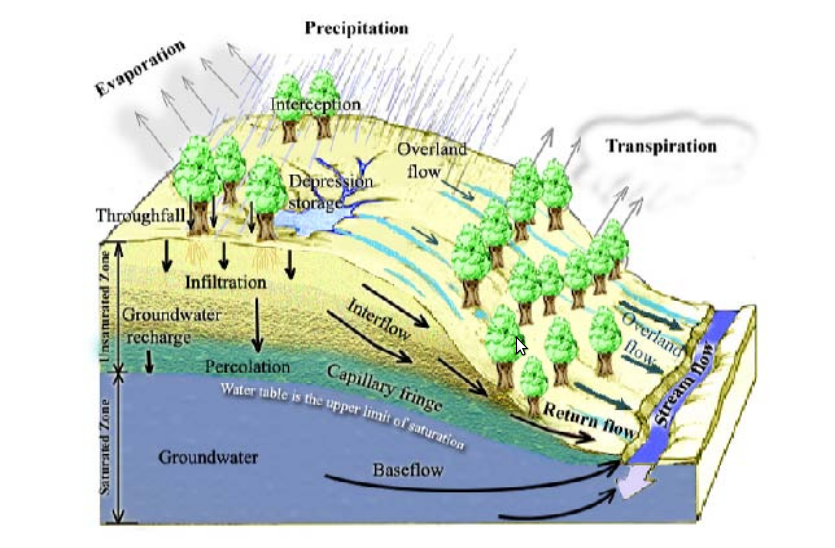 Precipitation
Evaporation
Interception
Transpiration
Overland
flow
Depression
storage
Throughfall
Unsaturated Zone
Infiltration
Groundwater
recharge
Interflow
Overland
flow
Percolation
Capillary fringe
Water table is the upper limit of saturation
Stream flow
Return flow
Saturated Zone
Groundwater
Baseflow